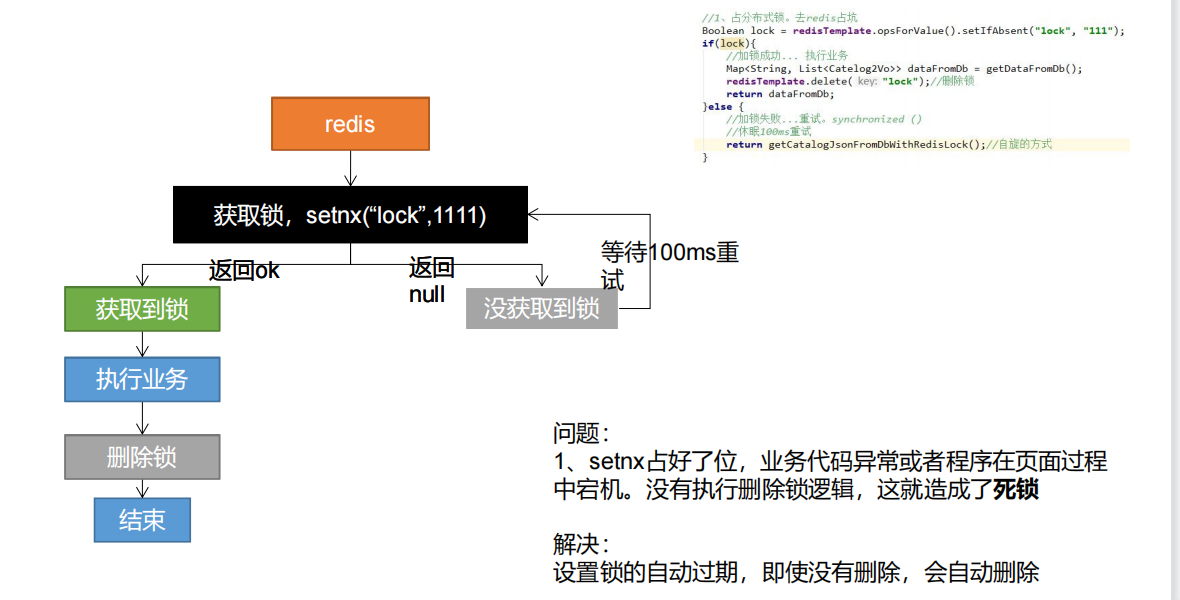 //1、占分布式锁。去redis占坑
Boolean lock = redisTemplate.opsForValue().setIfAbsent("lock", "111");
if(lock){
//加锁成功... 执行业务
Map<String, List<Catelog2Vo>> dataFromDb = getDataFromDb();
redisTemplate.delete( key: "lock");//删除锁
return dataFromDb;
}else {
//加锁失败...重试。synchronized ()
//休眠100ms重试
return getCatalogJsonFromDbWithRedisLock();//自旋的方式
}
redis
获取锁，setnx(“lock”,1111)
等待100ms重
试
返回ok
返回
null
获取到锁
没获取到锁
执行业务
删除锁
结束
问题：
1、setnx占好了位，业务代码异常或者程序在页面过程
中宕机。没有执行删除锁逻辑，这就造成了死锁
解决：
设置锁的自动过期，即使没有删除，会自动删除